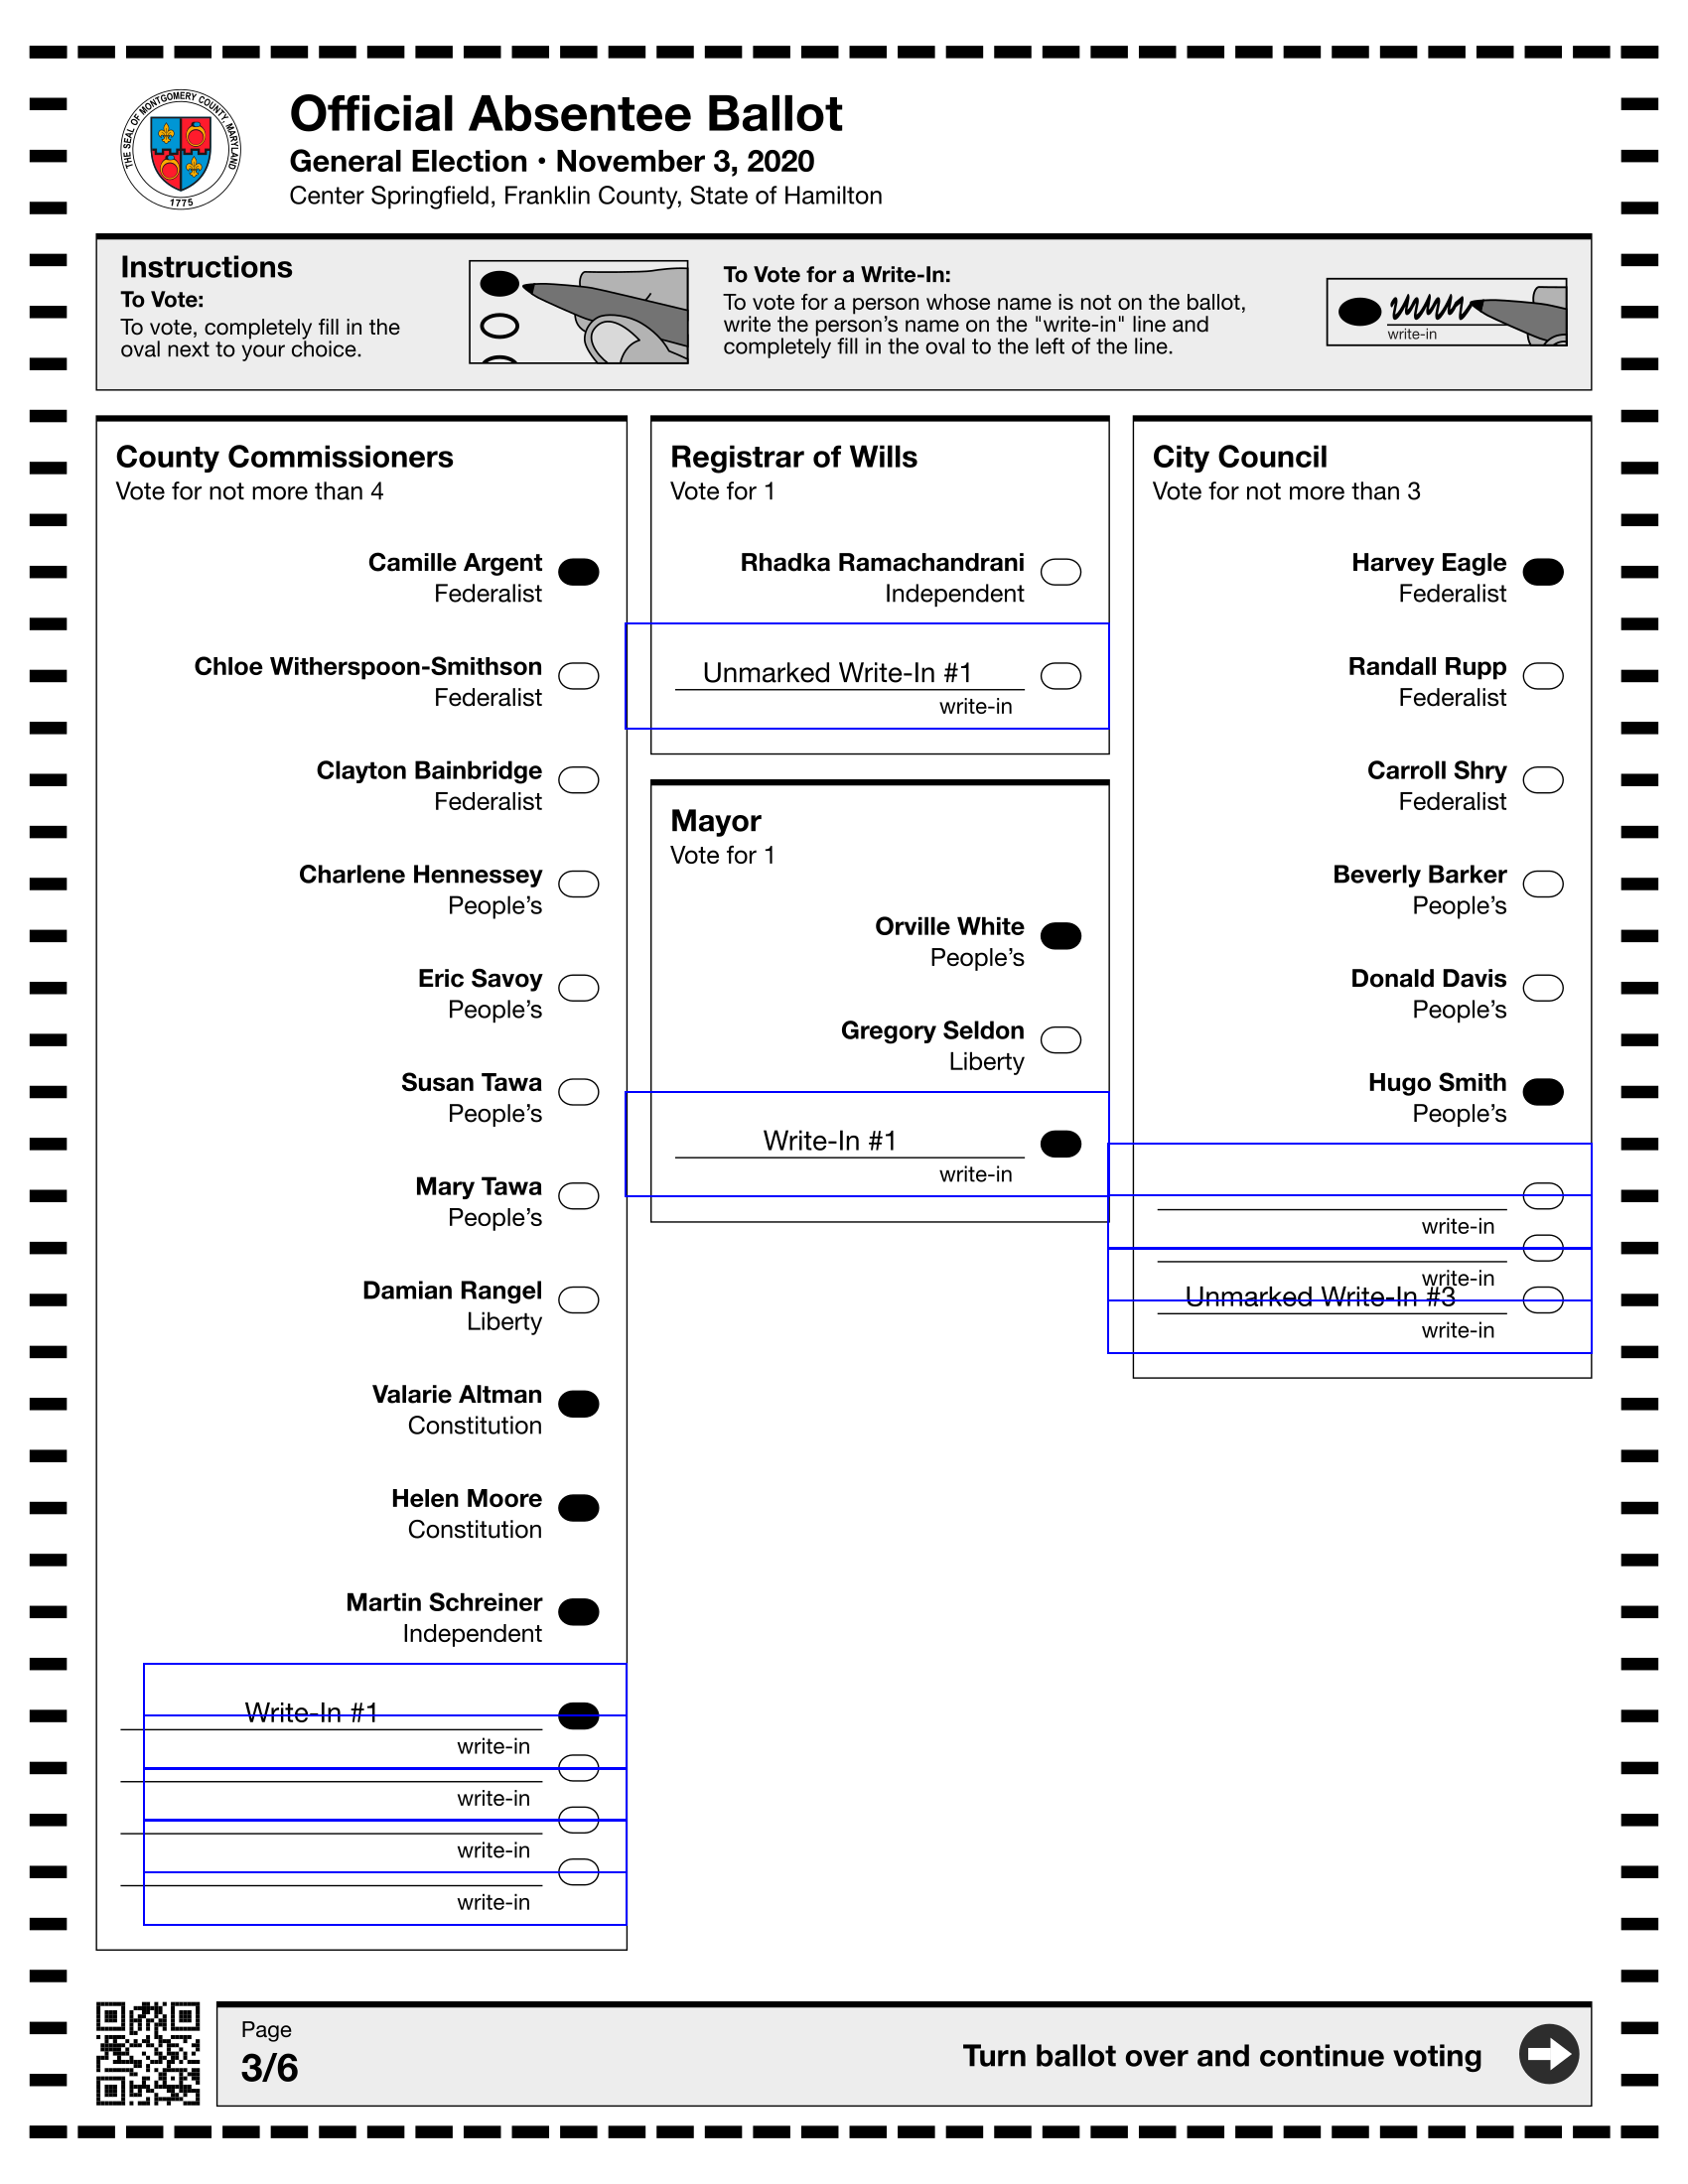 THE SEAL OF MONTGOMERY COUNTY, MARYLAND
1775
Official Absentee Ballot
General Election • November 3, 2020
Center Springfield, Franklin County, State of Hamilton
Instructions
To Vote:
To vote, completely fill in the
oval next to your choice.
To Vote for a Write-In:
To vote for a person whose name is not on the ballot,
write the person's name on the "write-in" line and
completely fill in the oval to the left of the line.
write-in
County Commissioners
Vote for not more than 4
Camille Argent
Federalist
Chloe Witherspoon-Smithson
Federalist
Clayton Bainbridge
Federalist
Charlene Hennessey
People's
Eric Savoy
People's
Susan Tawa
People's
Mary Tawa
People's
Damian Rangel
Liberty
Valarie Altman
Constitution
Helen Moore
Constitution
Martin Schreiner
Independent
Write-In #1
write-in
write-in
write-in
write-in
Registrar of Wills
Vote for 1
Rhadka Ramachandrani
Independent
Unmarked Write-In #1
write-in
Mayor
Vote for 1
Orville White
People's
Gregory Seldon
Liberty
Write-In #1
write-in
City Council
Vote for not more than 3
Harvey Eagle
Federalist
Randall Rupp
Federalist
Carroll Shry
Federalist
Beverly Barker
People's
Donald Davis
People's
Hugo Smith
People's
write-in
write-in
Unmarked Write-In #3
write-in
Page
3/6
Turn ballot over and continue voting